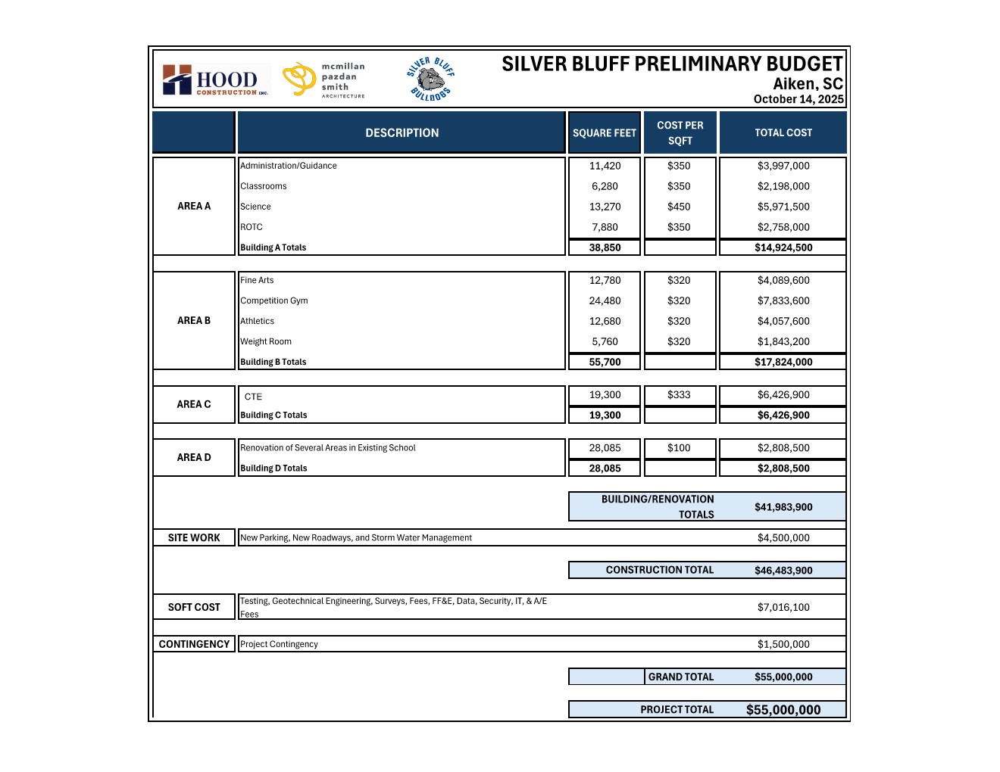 HOOD
CONSTRUCTION INC.
mcmillan
pazdan
smith
ARCHITECTURE
SILVER BLUFF
BULLDOGS
SILVER BLUFF PRELIMINARY BUDGET
Aiken, SC
October 14, 2025
DESCRIPTION SQUARE FEET COST PER SQFT TOTAL COST
AREA A
Administration/Guidance 11,420 $350 $3,997,000
Classrooms 6,280 $350 $2,198,000
Science 13,270 $450 $5,971,500
ROTC 7,880 $350 $2,758,000
Building A Totals 38,850 $14,924,500
AREA B
Fine Arts 12,780 $320 $4,089,600
Competition Gym 24,480 $320 $7,833,600
Athletics 12,680 $320 $4,057,600
Weight Room 5,760 $320 $1,843,200
Building B Totals 55,700 $17,824,000
AREA C
CTE 19,300 $333 $6,426,900
Building C Totals 19,300 $6,426,900
AREA D
Renovation of Several Areas in Existing School 28,085 $100 $2,808,500
Building D Totals 28,085 $2,808,500
BUILDING/RENOVATION
TOTALS $41,983,900
SITE WORK New Parking, New Roadways, and Storm Water Management $4,500,000
CONSTRUCTION TOTAL $46,483,900
SOFT COST Testing, Geotechnical Engineering, Surveys, Fees, FF&E, Data, Security, IT, & A/E
Fees $7,016,100
CONTINGENCY Project Contingency $1,500,000
GRAND TOTAL $55,000,000
PROJECT TOTAL $55,000,000